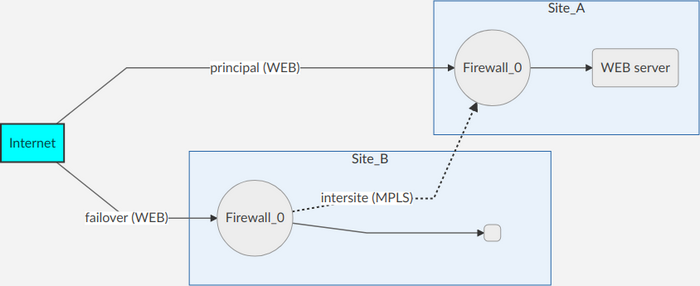 Site_A
principal (WEB)
Firewall_0
WEB server
Internet
Site_B
intersite (MPLS)
failover (WEB)
Firewall_0